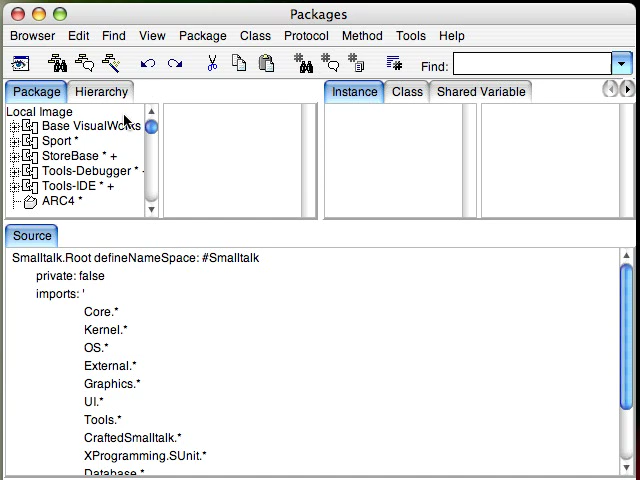 Packages
Browser Edit Find View Package Class Protocol Method Tools Help
Find:
Package Hierarchy Instance Class Shared Variable
Local Image
Base VisualWorks
Sport *
StoreBase * +
Tools-Debugger *
Tools-IDE * +
ARC4 *
Source
Smalltalk.Root defineNameSpace: #Smalltalk
private: false
imports: '
Core.*
Kernel.*
OS.*
External.*
Graphics.*
UI.*
Tools.*
CraftedSmalltalk.*
XProgramming.SUnit.*
Database.*